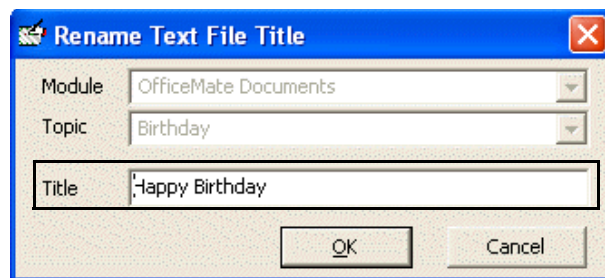 Rename Text File Title
Module OfficeMate Documents
Topic Birthday
Title Happy Birthday
OK Cancel